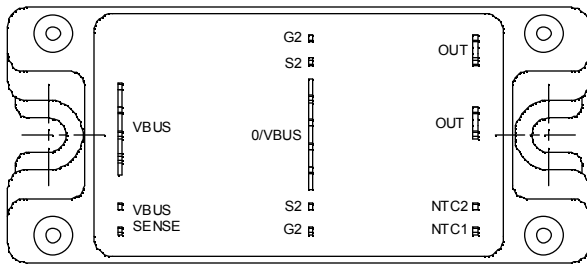 G2
S2
OUT
VBUS
0/VBUS
OUT
VBUS
SENSE
S2
G2
NTC2
NTC1